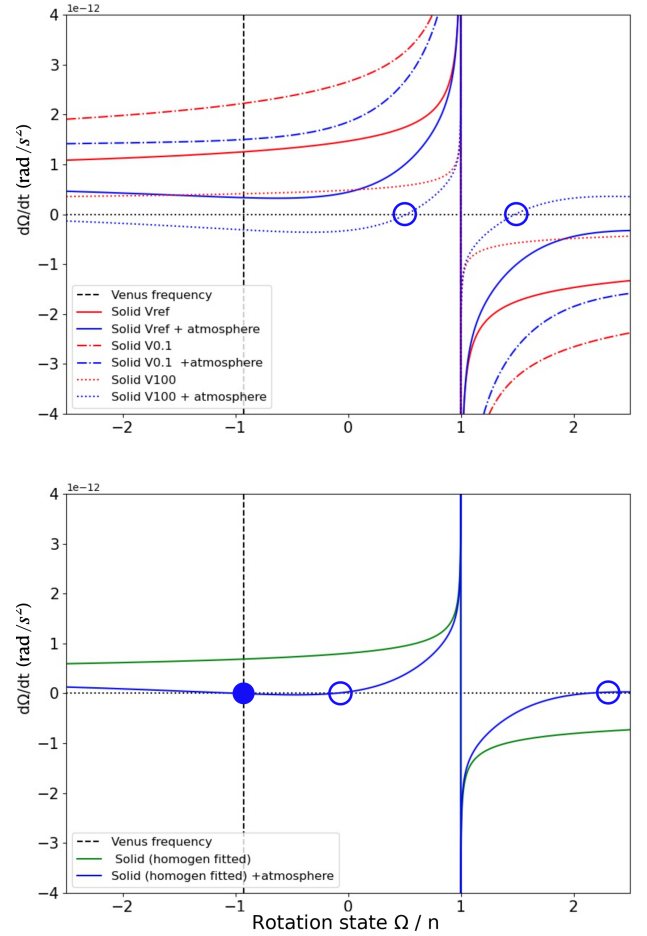 1e−12
4
3
2
1
0
−1
−2
−3
−4
dΩ/dt (rad /s²)
Venus frequency
Solid Vref
Solid Vref + atmosphere
Solid V0.1
Solid V0.1  +atmosphere
Solid V100
Solid V100 + atmosphere
−2 −1 0 1 2
1e−12
4
3
2
1
0
−1
−2
−3
−4
dΩ/dt (rad /s²)
Venus frequency
Solid (homogen fitted)
Solid (homogen fitted) +atmosphere
−2 −1 0 1 2
Rotation state Ω / n